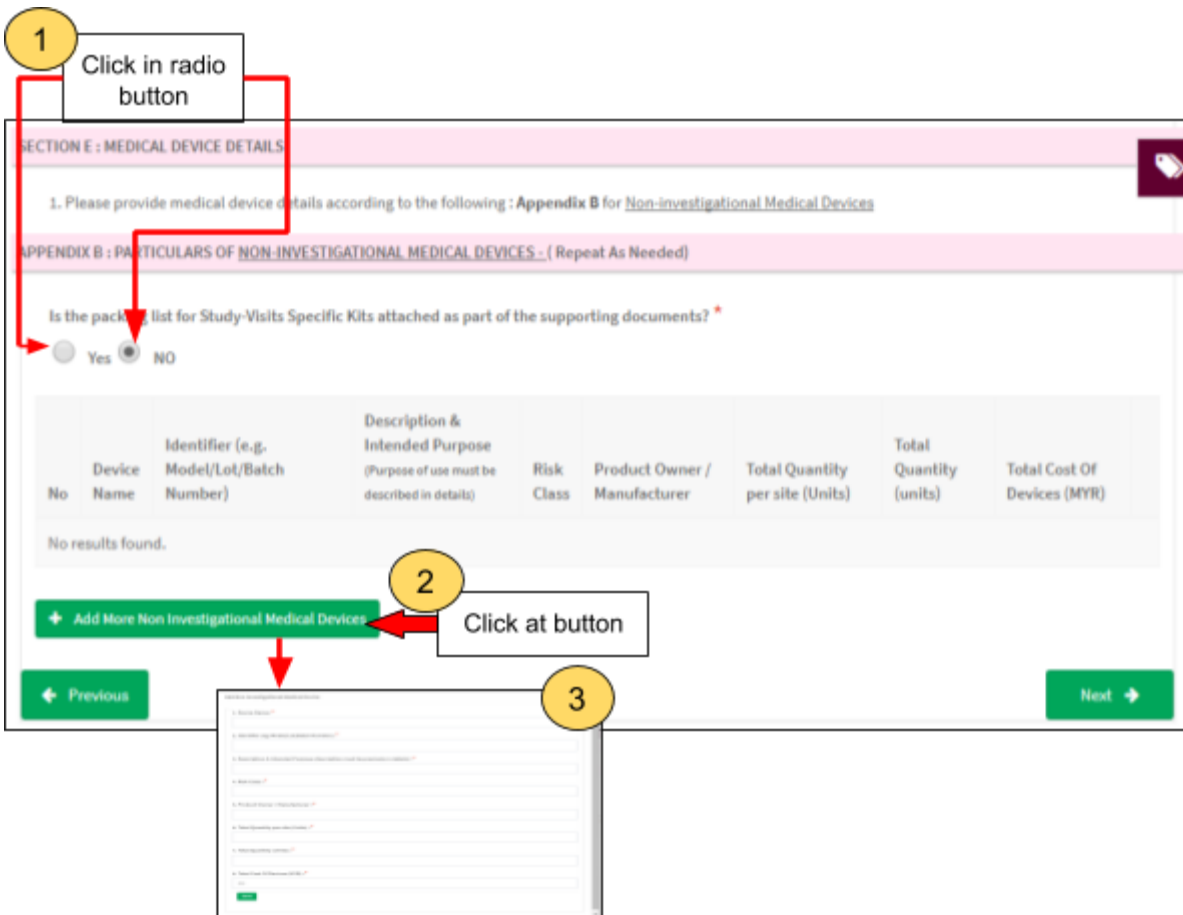 1
Click in radio
button
SECTION E : MEDICAL DEVICE DETAILS
1. Please provide medical device details according to the following : Appendix B for Non-investigational Medical Devices
APPENDIX B : PARTICULARS OF NON-INVESTIGATIONAL MEDICAL DEVICES - ( Repeat As Needed)
Is the packing list for Study-Visits Specific Kits attached as part of the supporting documents? *
Yes NO
No
Device
Name
Identifier (e.g.
Model/Lot/Batch
Number)
Description &
Intended Purpose
(Purpose of use must be
described in details)
Risk
Class
Product Owner /
Manufacturer
Total Quantity
per site (Units)
Total
Quantity
(units)
Total Cost Of
Devices (MYR)
No results found.
2
Click at button
Add More Non Investigational Medical Devices
Previous
Next
3